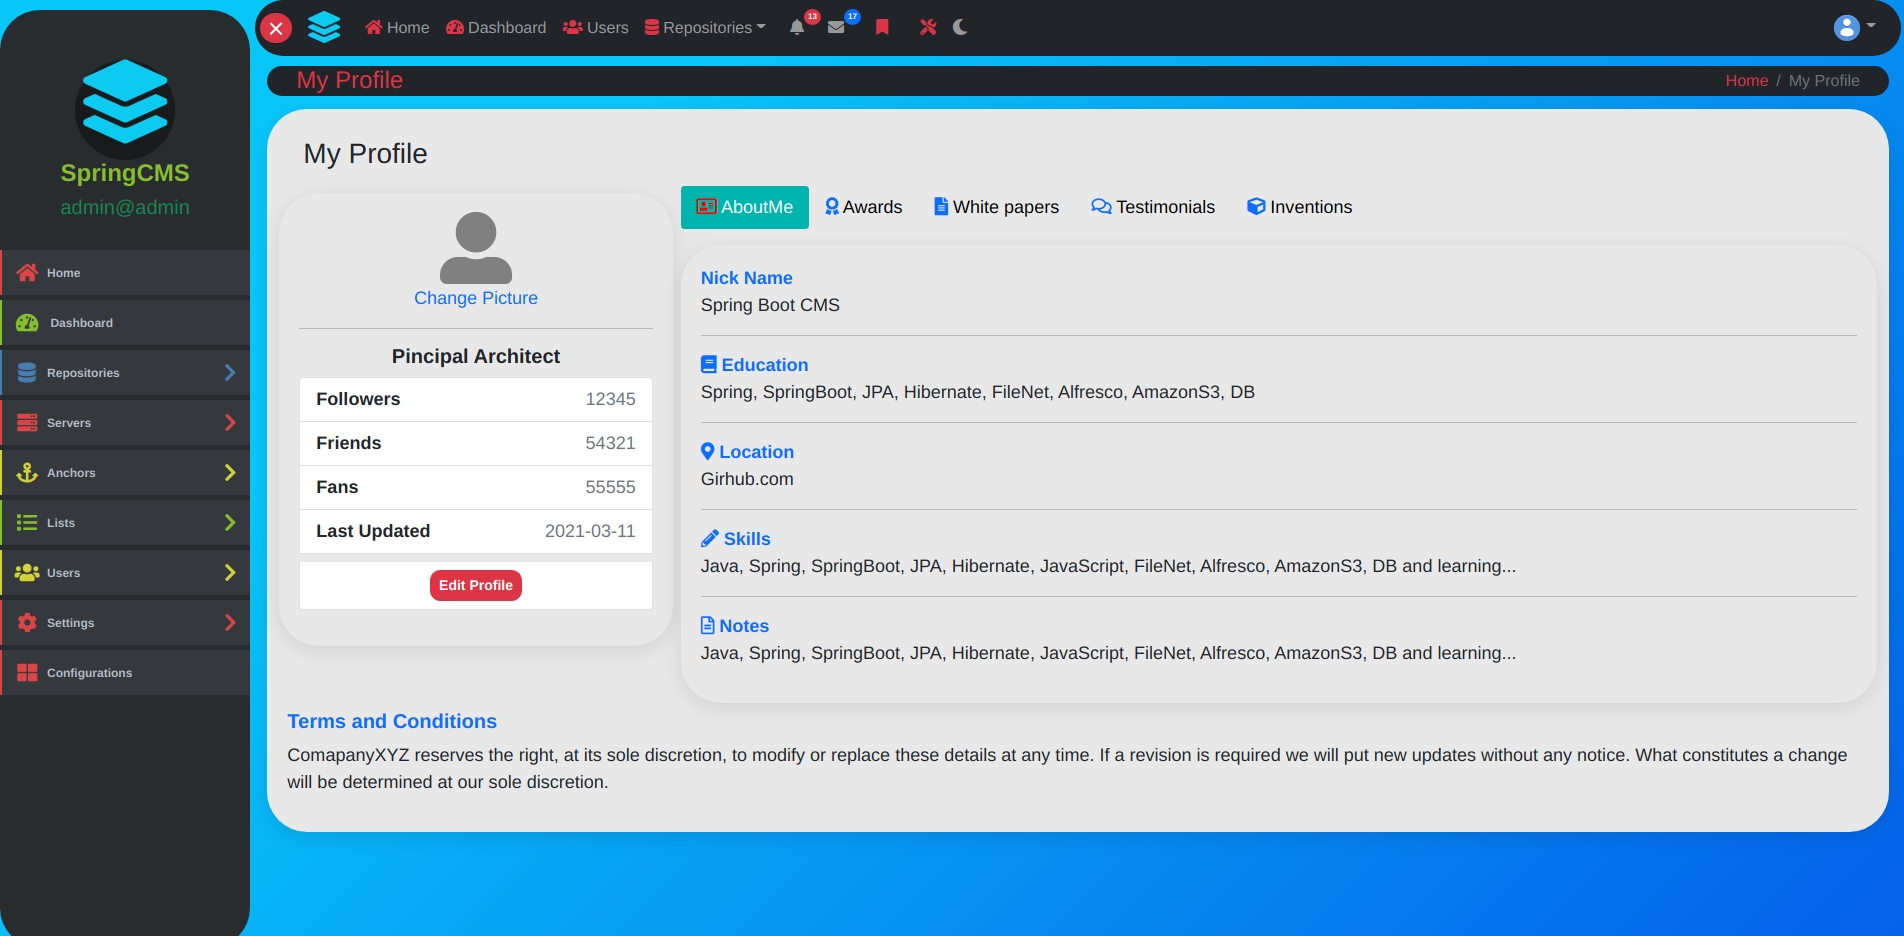 SpringCMS
admin@admin
Home
Dashboard
Repositories
Servers
Anchors
Lists
Users
Settings
Configurations
Home Dashboard Users Repositories 13 17
My Profile
Home / My Profile
My Profile
Change Picture
Pincipal Architect
Followers 12345
Friends 54321
Fans 55555
Last Updated 2021-03-11
Edit Profile
AboutMe Awards White papers Testimonials Inventions
Nick Name
Spring Boot CMS
Education
Spring, SpringBoot, JPA, Hibernate, FileNet, Alfresco, AmazonS3, DB
Location
Girhub.com
Skills
Java, Spring, SpringBoot, JPA, Hibernate, JavaScript, FileNet, Alfresco, AmazonS3, DB and learning...
Notes
Java, Spring, SpringBoot, JPA, Hibernate, JavaScript, FileNet, Alfresco, AmazonS3, DB and learning...
Terms and Conditions
ComapanyXYZ reserves the right, at its sole discretion, to modify or replace these details at any time. If a revision is required we will put new updates without any notice. What constitutes a change
will be determined at our sole discretion.